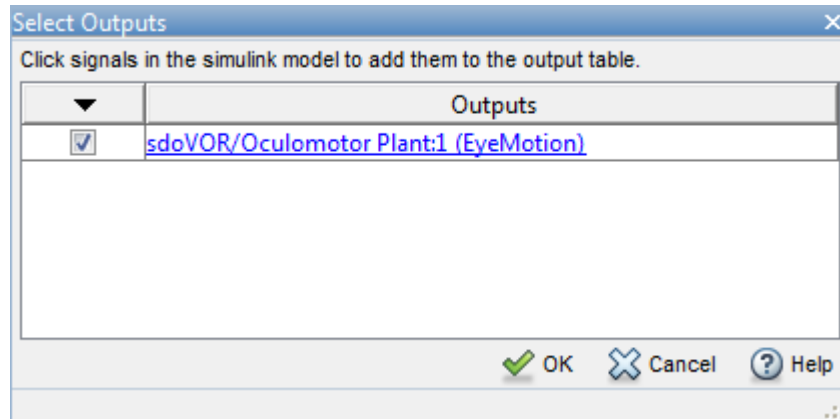 Select Outputs
Click signals in the simulink model to add them to the output table.
Outputs
sdoVOR/Oculomotor Plant:1 (EyeMotion)
OK Cancel Help